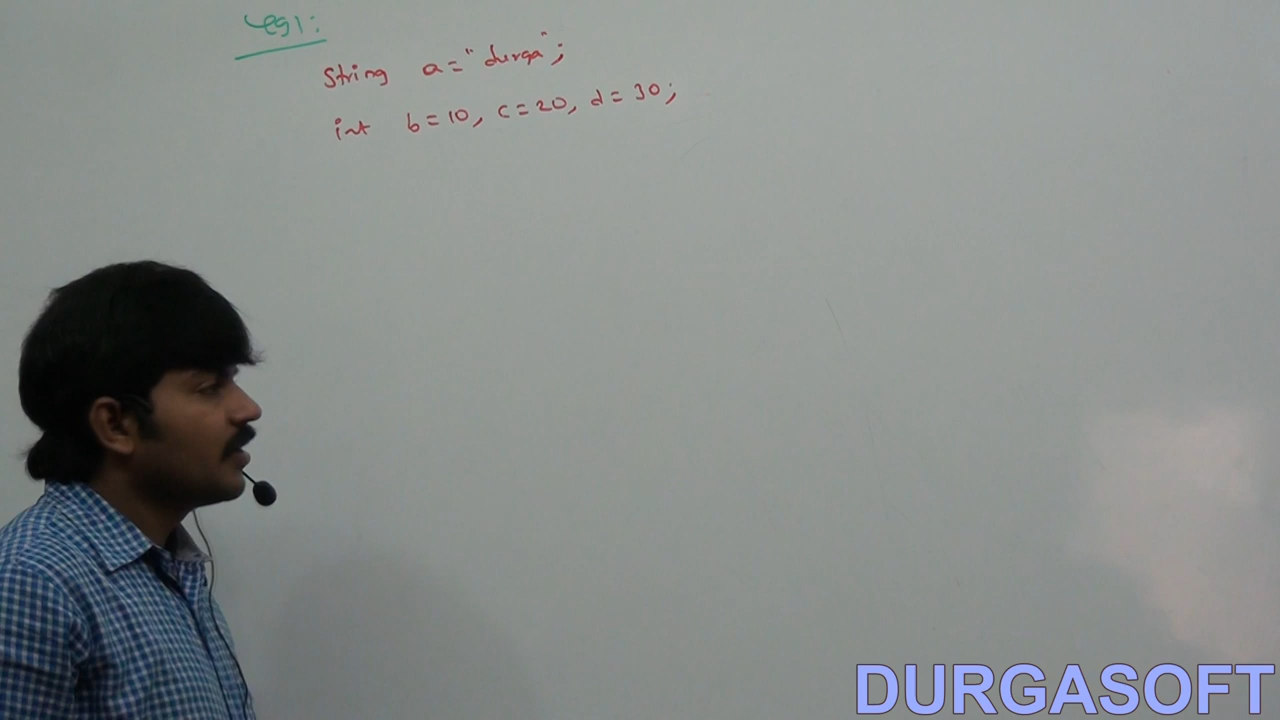 eg1:
String a="durga";
int b=10, c=20, d=30;
DURGASOFT